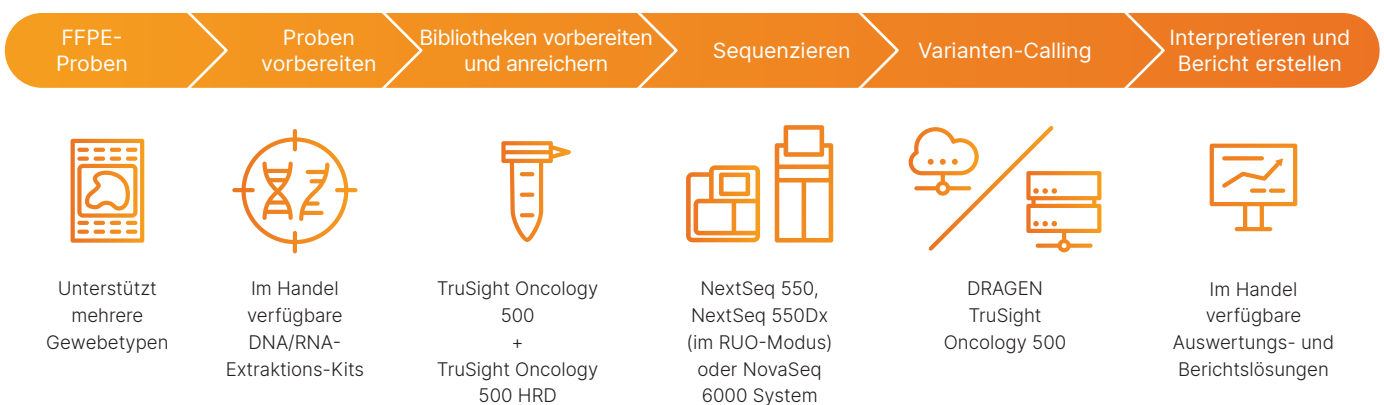 FFPE-
Proben
Proben
vorbereiten
Bibliotheken vorbereiten
und anreichern
Sequenzieren
Varianten-Calling
Interpretieren und
Bericht erstellen
Unterstützt
mehrere
Gewebetypen
Im Handel
verfügbare
DNA/RNA-
Extraktions-Kits
TruSight Oncology
500
+
TruSight Oncology
500 HRD
NextSeq 550,
NextSeq 550Dx
(im RUO-Modus)
oder NovaSeq
6000 System
DRAGEN
TruSight
Oncology 500
Im Handel
verfügbare
Auswertungs- und
Berichtslösungen